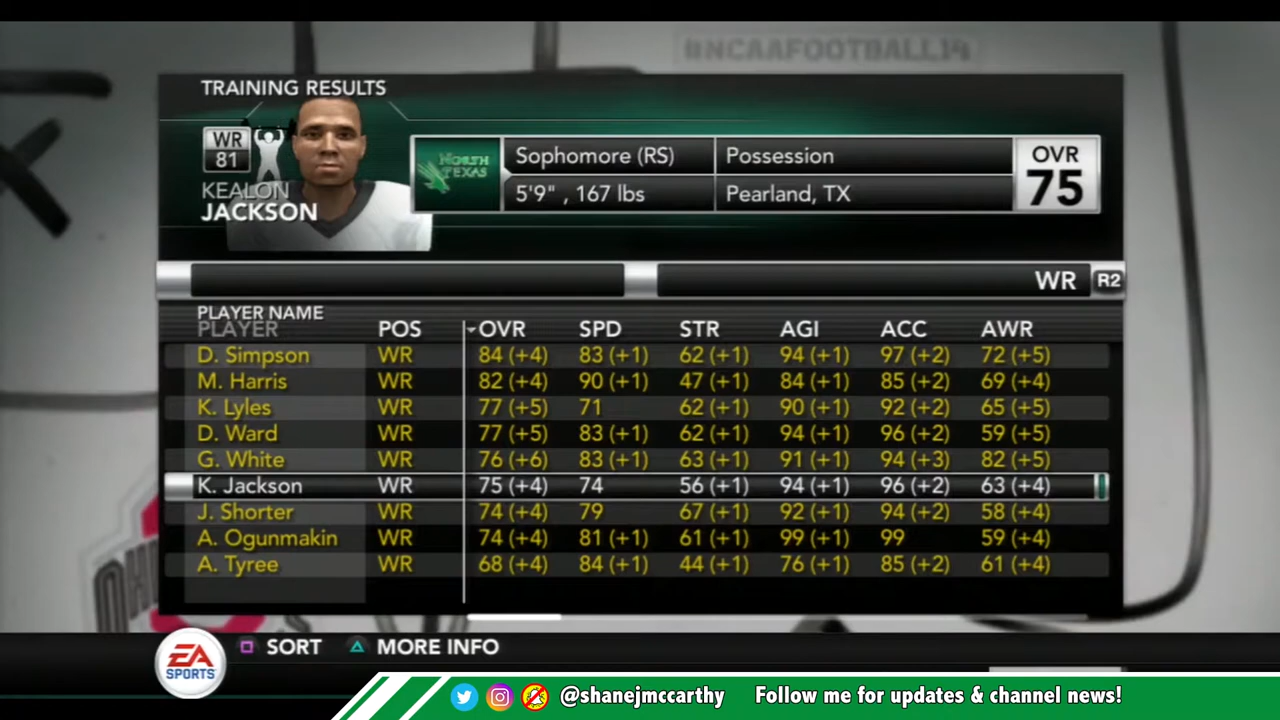 #NCAAFOOTBALL14
TRAINING RESULTS
WR
81
KEALON
JACKSON
NORTH
TEXAS
Sophomore (RS)
Possession
5'9" , 167 lbs
Pearland, TX
OVR
75
WR R2
PLAYER NAME
PLAYER POS OVR SPD STR AGI ACC AWR
D. Simpson WR 84 (+4) 83 (+1) 62 (+1) 94 (+1) 97 (+2) 72 (+5)
M. Harris WR 82 (+4) 90 (+1) 47 (+1) 84 (+1) 85 (+2) 69 (+4)
K. Lyles WR 77 (+5) 71 62 (+1) 90 (+1) 92 (+2) 65 (+5)
D. Ward WR 77 (+5) 83 (+1) 62 (+1) 94 (+1) 96 (+2) 59 (+5)
G. White WR 76 (+6) 83 (+1) 63 (+1) 91 (+1) 94 (+3) 82 (+5)
K. Jackson WR 75 (+4) 74 56 (+1) 94 (+1) 96 (+2) 63 (+4)
J. Shorter WR 74 (+4) 79 67 (+1) 92 (+1) 94 (+2) 58 (+4)
A. Ogunmakin WR 74 (+4) 81 (+1) 61 (+1) 99 (+1) 99 59 (+4)
A. Tyree WR 68 (+4) 84 (+1) 44 (+1) 76 (+1) 85 (+2) 61 (+4)
EA
SPORTS
SORT MORE INFO
@shanejmccarthy Follow me for updates & channel news!